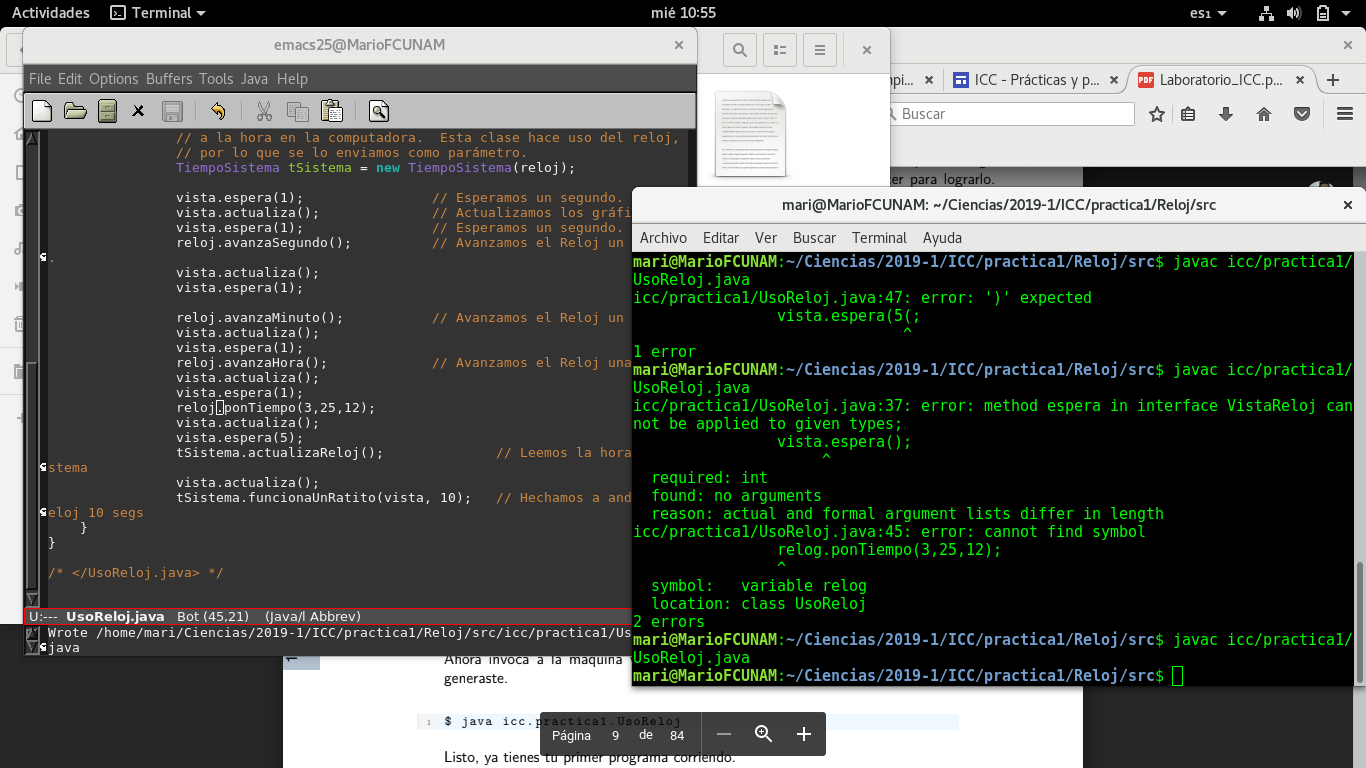 Actividades
Terminal
mié 10:55
es₁
emacs25@MarioFCUNAM
File Edit Options Buffers Tools Java Help
// a la hora en la computadora.  Esta clase hace uso del reloj,
// por lo que se lo enviamos como parámetro.
TiempoSistema tSistema = new TiempoSistema(reloj);
vista.espera(1); // Esperamos un segundo.
vista.actualiza(); // Actualizamos los gráfi
vista.espera(1); // Esperamos un segundo.
reloj.avanzaSegundo(); // Avanzamos el Reloj un
.
vista.actualiza();
vista.espera(1);
reloj.avanzaMinuto(); // Avanzamos el Reloj un
vista.actualiza();
vista.espera(1);
reloj.avanzaHora(); // Avanzamos el Reloj una
vista.actualiza();
vista.espera(1);
reloj.ponTiempo(3,25,12);
vista.actualiza();
vista.espera(5);
tSistema.actualizaReloj(); // Leemos la hora
stema
vista.actualiza();
tSistema.funcionaUnRatito(vista, 10); // Hechamos a and
eloj 10 segs
}
}
/* </UsoReloj.java> */
U:--- UsoReloj.java Bot (45,21) (Java/l Abbrev)
Wrote /home/mari/Ciencias/2019-1/ICC/practica1/Reloj/src/icc/practica1/Us
java
npi...
ICC - Prácticas y p...
PDF
Laboratorio_ICC.p...
Buscar
er para lograrlo.
mari@MarioFCUNAM: ~/Ciencias/2019-1/ICC/practica1/Reloj/src
Archivo Editar Ver Buscar Terminal Ayuda
mari@MarioFCUNAM:~/Ciencias/2019-1/ICC/practica1/Reloj/src$ javac icc/practica1/
UsoReloj.java
icc/practica1/UsoReloj.java:47: error: ')' expected
vista.espera(5(;
^
1 error
mari@MarioFCUNAM:~/Ciencias/2019-1/ICC/practica1/Reloj/src$ javac icc/practica1/
UsoReloj.java
icc/practica1/UsoReloj.java:37: error: method espera in interface VistaReloj can
not be applied to given types;
vista.espera();
^
required: int
found: no arguments
reason: actual and formal argument lists differ in length
icc/practica1/UsoReloj.java:45: error: cannot find symbol
relog.ponTiempo(3,25,12);
^
symbol:   variable relog
location: class UsoReloj
2 errors
mari@MarioFCUNAM:~/Ciencias/2019-1/ICC/practica1/Reloj/src$ javac icc/practica1/
UsoReloj.java
mari@MarioFCUNAM:~/Ciencias/2019-1/ICC/practica1/Reloj/src$
Ahora invoca a la maquina
generaste.
1 $ java icc.practica1.UsoReloj
Página 9 de 84
Listo, ya tienes tu primer programa corriendo.